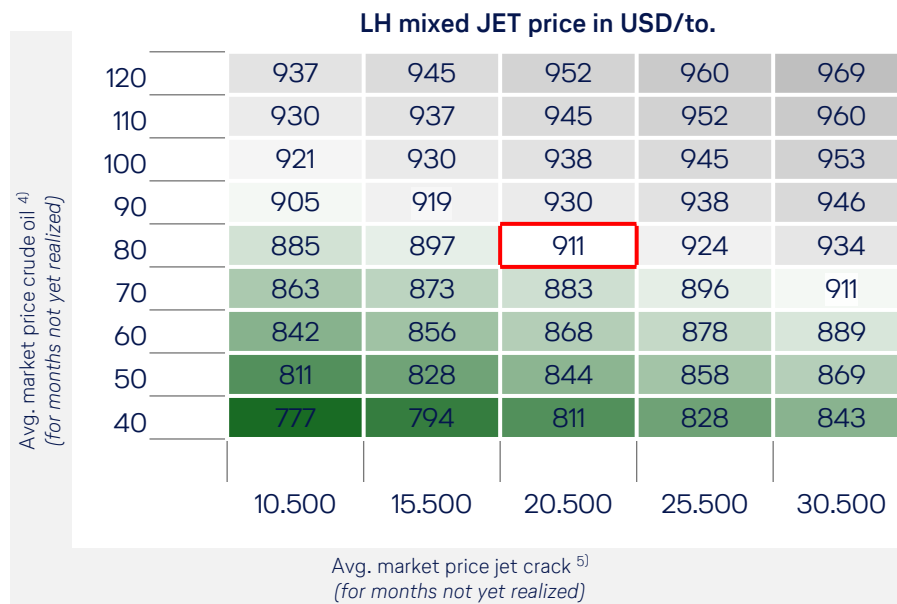 LH mixed JET price in USD/to.
Avg. market price crude oil 4)
(for months not yet realized)
120 937 945 952 960 969
110 930 937 945 952 960
100 921 930 938 945 953
90 905 919 930 938 946
80 885 897 911 924 934
70 863 873 883 896 911
60 842 856 868 878 889
50 811 828 844 858 869
40 777 794 811 828 843
10.500 15.500 20.500 25.500 30.500
Avg. market price jet crack 5)
(for months not yet realized)